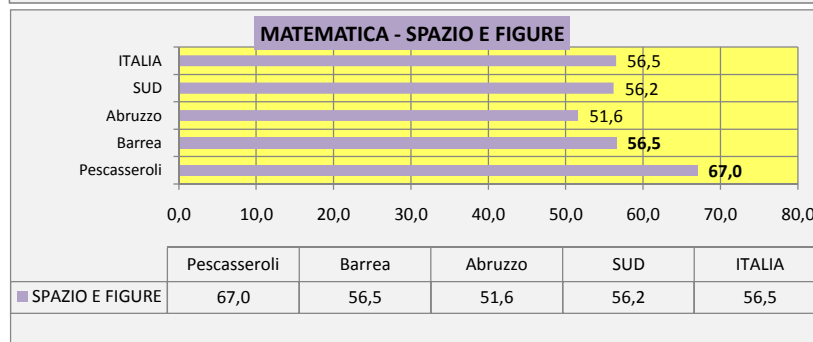 MATEMATICA - SPAZIO E FIGURE
ITALIA 56,5
SUD 56,2
Abruzzo 51,6
Barrea 56,5
Pescasseroli 67,0
0,0 10,0 20,0 30,0 40,0 50,0 60,0 70,0 80,0
Pescasseroli Barrea Abruzzo SUD ITALIA
SPAZIO E FIGURE 67,0 56,5 51,6 56,2 56,5